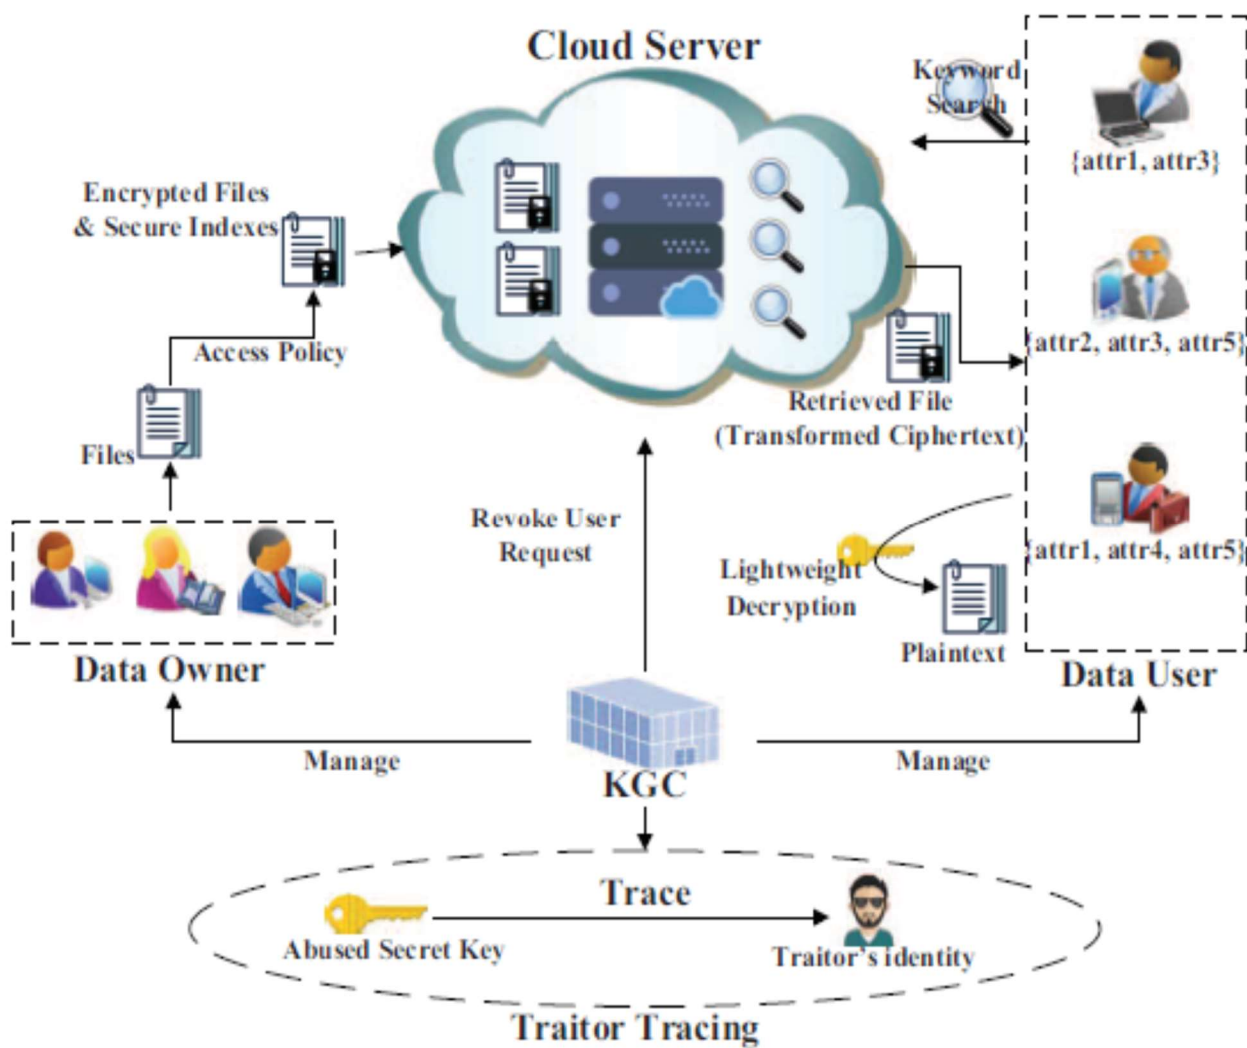 Cloud Server
Keyword
Search
{attr1, attr3}
Encrypted Files
& Secure Indexes
{attr2, attr3, attr5}
Access Policy
Retrieved File
(Transformed Ciphertext)
Files
Revoke User
Request
{attr1, attr4, attr5}
Lightweight
Decryption
Plaintext
Data Owner
Data User
Manage
Manage
KGC
Trace
Abused Secret Key
Traitor's identity
Traitor Tracing